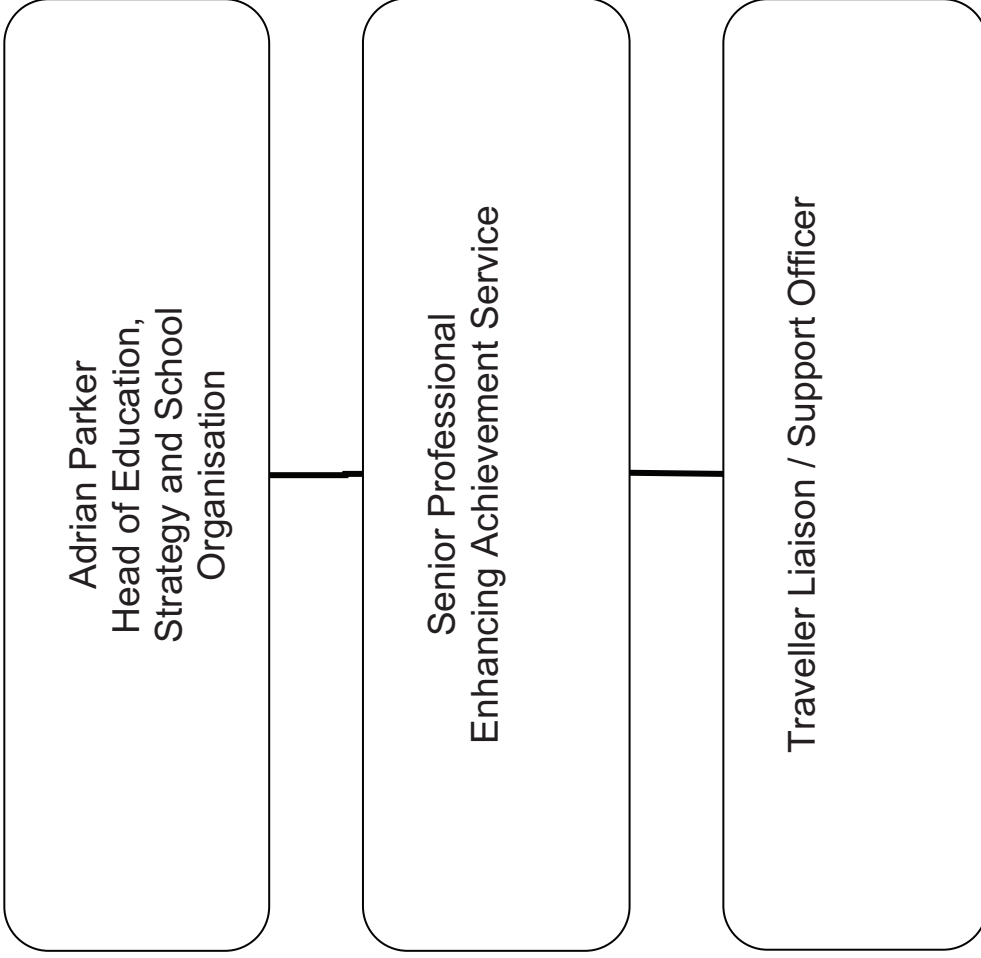 Adrian Parker
Head of Education,
Strategy and School
Organisation
Senior Professional
Enhancing Achievement Service
Traveller Liaison / Support Officer